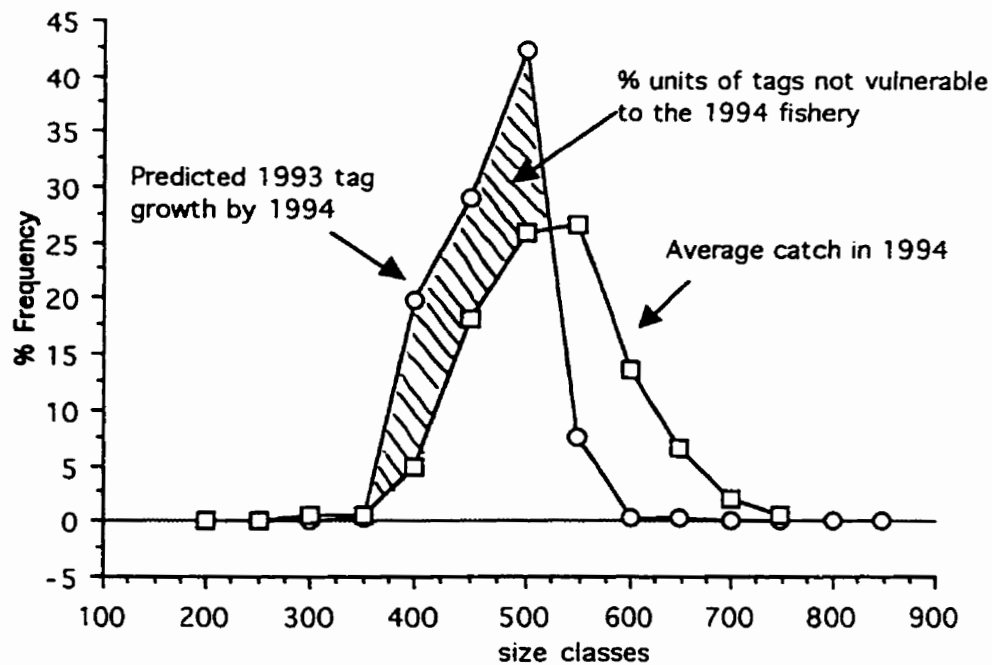 45
40
35
30
25
20
15
10
5
0
-5
% Frequency
% units of tags not vulnerable
to the 1994 fishery
Predicted 1993 tag
growth by 1994
Average catch in 1994
100 200 300 400 500 600 700 800 900
size classes